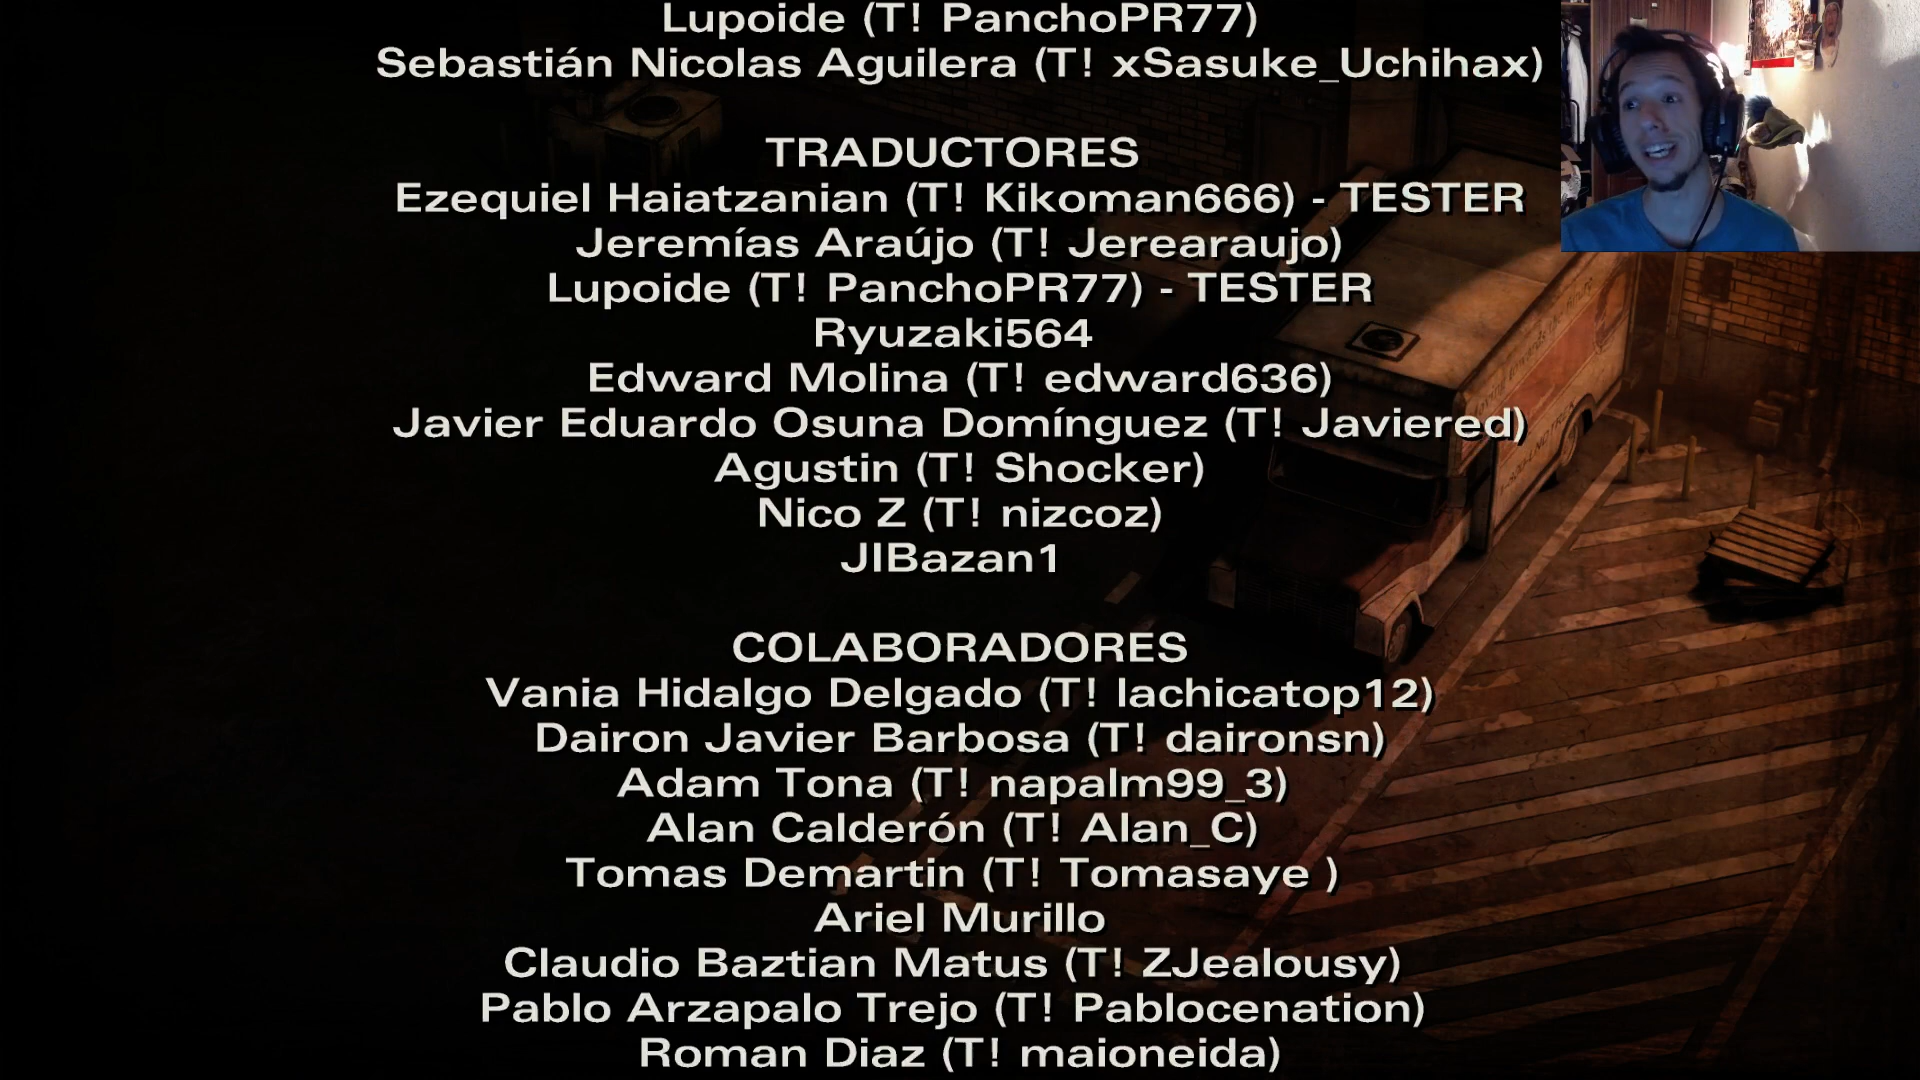 Lupoide (T! PanchoPR77)
Sebastián Nicolas Aguilera (T! xSasuke_Uchihax)
TRADUCTORES
Ezequiel Haiatzanian (T! Kikoman666) - TESTER
Jeremías Araújo (T! Jerearaujo)
Lupoide (T! PanchoPR77) - TESTER
Ryuzaki564
Edward Molina (T! edward636)
Javier Eduardo Osuna Domínguez (T! Javiered)
Agustin (T! Shocker)
Nico Z (T! nizcoz)
JIBazan1
COLABORADORES
Vania Hidalgo Delgado (T! lachicatop12)
Dairon Javier Barbosa (T! daironsn)
Adam Tona (T! napalm99_3)
Alan Calderón (T! Alan_C)
Tomas Demartin (T! Tomasaye )
Ariel Murillo
Claudio Baztian Matus (T! ZJealousy)
Pablo Arzapalo Trejo (T! Pablocenation)
Roman Diaz (T! maioneida)